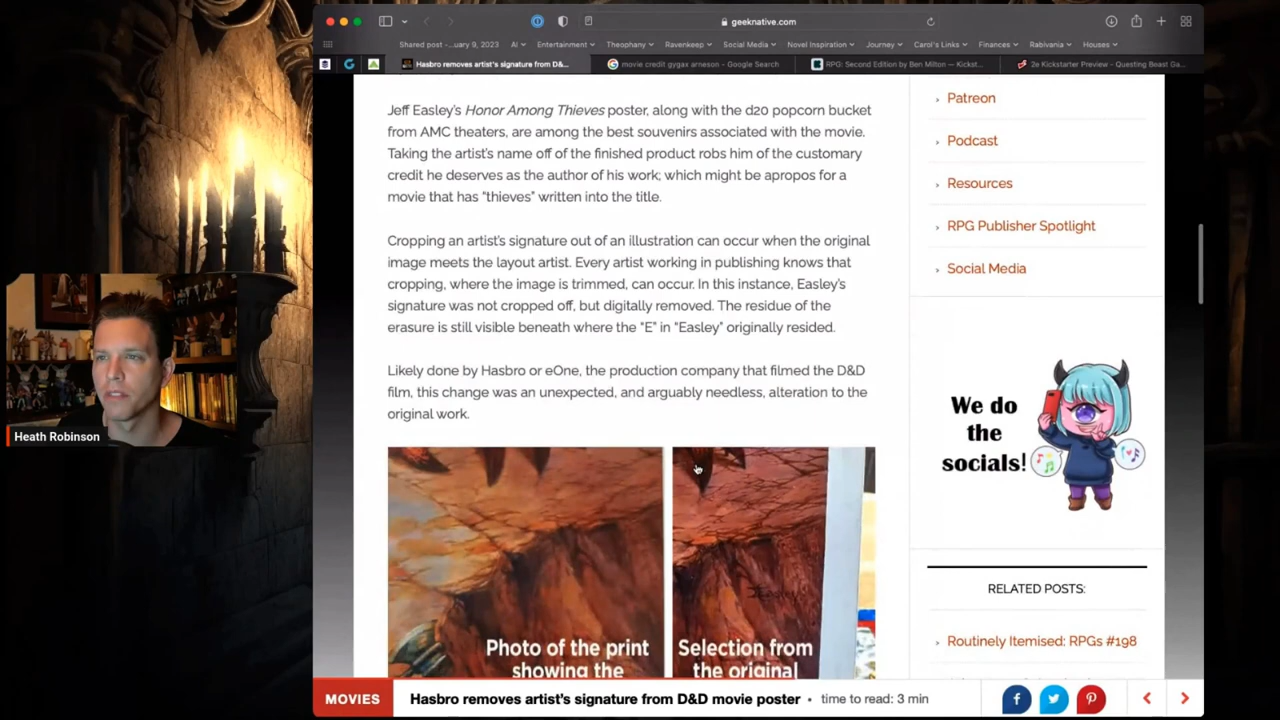 geeknative.com
Shared post - ...uary 9, 2023 AI Entertainment Theophany Ravenkeep Social Media Novel Inspiration Journey Carol's Links Finances Rabivania Houses
Hasbro removes artist's signature from D&... movie credit gygax arneson - Google Search RPG: Second Edition by Ben Milton — Kickst... 2e Kickstarter Preview - Questing Beast Ga...
Jeff Easley's Honor Among Thieves poster, along with the d20 popcorn bucket
from AMC theaters, are among the best souvenirs associated with the movie.
Taking the artist's name off of the finished product robs him of the customary
credit he deserves as the author of his work; which might be apropos for a
movie that has "thieves" written into the title.
Cropping an artist's signature out of an illustration can occur when the original
image meets the layout artist. Every artist working in publishing knows that
cropping, where the image is trimmed, can occur. In this instance, Easley's
signature was not cropped off, but digitally removed. The residue of the
erasure is still visible beneath where the "E" in "Easley" originally resided.
Likely done by Hasbro or eOne, the production company that filmed the D&D
film, this change was an unexpected, and arguably needless, alteration to the
original work.
Easley
Photo of the print
showing the
Selection from
the original
Patreon
Podcast
Resources
RPG Publisher Spotlight
Social Media
We do
the
socials!
RELATED POSTS:
Routinely Itemised: RPGs #198
Heath Robinson
MOVIES Hasbro removes artist's signature from D&D movie poster • time to read: 3 min